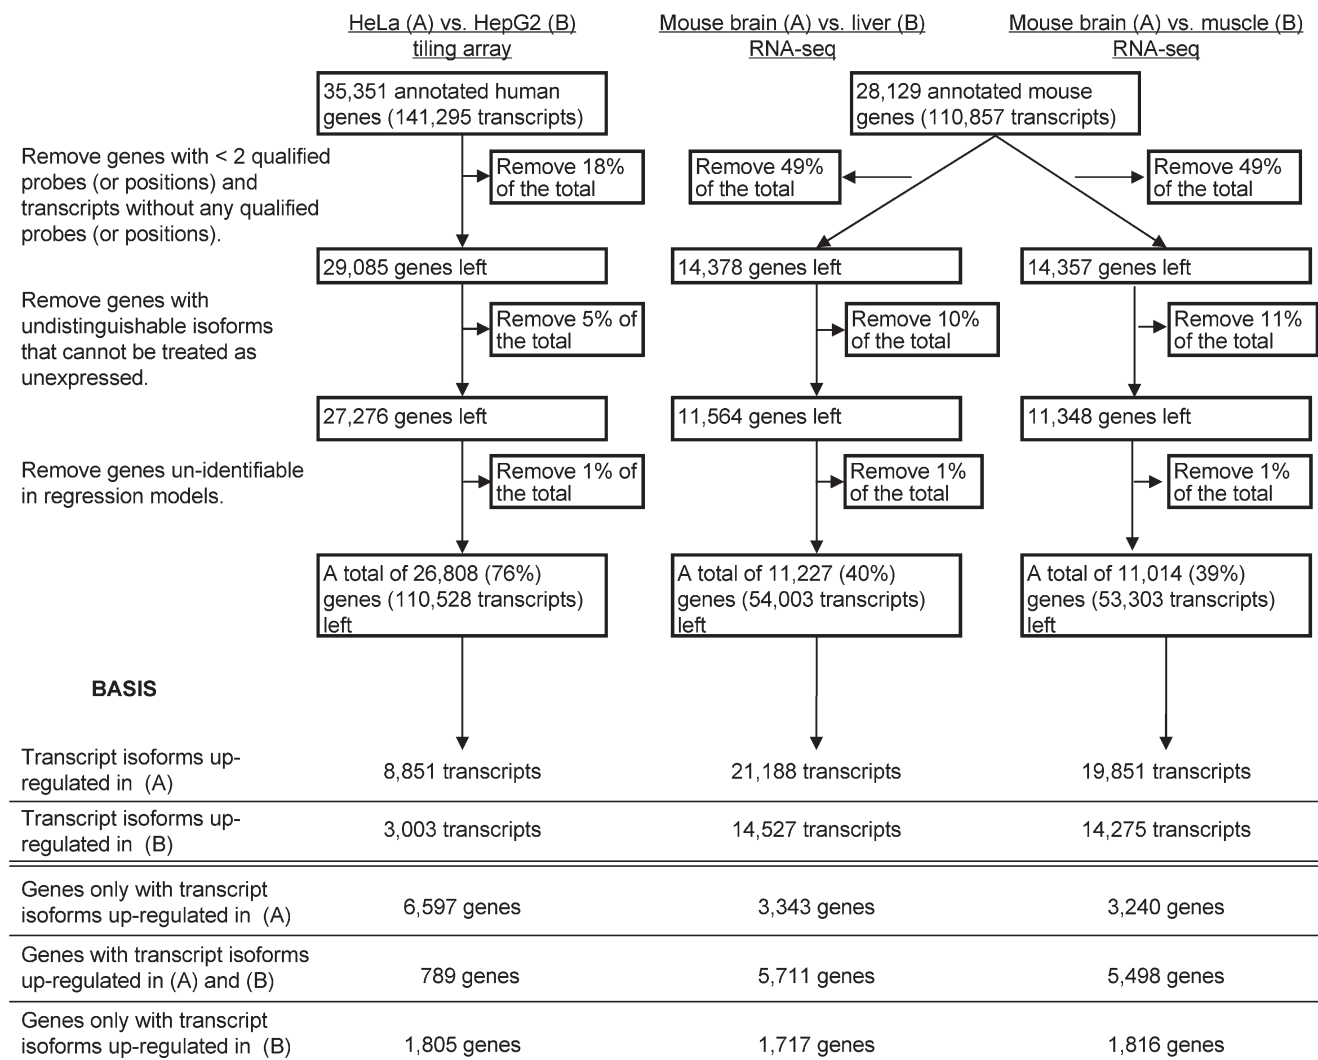 HeLa (A) vs. HepG2 (B)
tiling array
Mouse brain (A) vs. liver (B)
RNA-seq
Mouse brain (A) vs. muscle (B)
RNA-seq
35,351 annotated human
genes (141,295 transcripts)
28,129 annotated mouse
genes (110,857 transcripts)
Remove genes with < 2 qualified
probes (or positions) and
transcripts without any qualified
probes (or positions).
Remove 18%
of the total
Remove 49%
of the total
Remove 49%
of the total
29,085 genes left
14,378 genes left
14,357 genes left
Remove genes with
undistinguishable isoforms
that cannot be treated as
unexpressed.
Remove 5% of
the total
Remove 10%
of the total
Remove 11%
of the total
27,276 genes left
11,564 genes left
11,348 genes left
Remove genes un-identifiable
in regression models.
Remove 1% of
the total
Remove 1%
of the total
Remove 1%
of the total
A total of 26,808 (76%)
genes (110,528 transcripts)
left
A total of 11,227 (40%)
genes (54,003 transcripts)
left
A total of 11,014 (39%)
genes (53,303 transcripts)
left
BASIS
Transcript isoforms up-
regulated in (A)
8,851 transcripts
21,188 transcripts
19,851 transcripts
Transcript isoforms up-
regulated in (B)
3,003 transcripts
14,527 transcripts
14,275 transcripts
Genes only with transcript
isoforms up-regulated in (A)
6,597 genes
3,343 genes
3,240 genes
Genes with transcript isoforms
up-regulated in (A) and (B)
789 genes
5,711 genes
5,498 genes
Genes only with transcript
isoforms up-regulated in (B)
1,805 genes
1,717 genes
1,816 genes